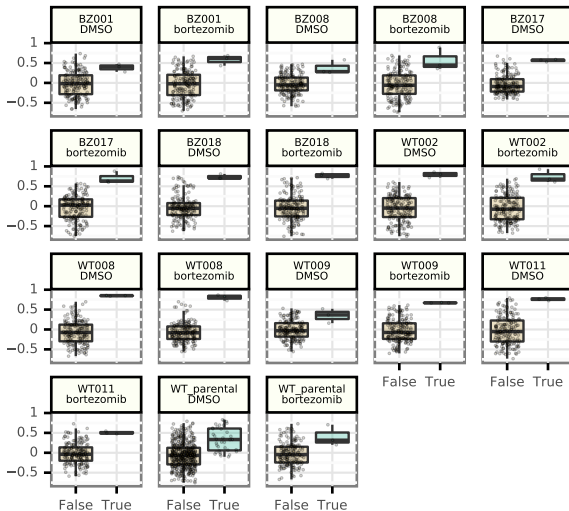 BZ001 DMSO
BZ001 bortezomib
BZ008 DMSO
BZ008 bortezomib
BZ017 DMSO
1
0.5
0
−0.5
BZ017 bortezomib
BZ018 DMSO
BZ018 bortezomib
WT002 DMSO
WT002 bortezomib
1
0.5
0
−0.5
WT008 DMSO
WT008 bortezomib
WT009 DMSO
WT009 bortezomib
WT011 DMSO
1
0.5
0
−0.5
False True
False True
WT011 bortezomib
WT_parental DMSO
WT_parental bortezomib
1
0.5
0
−0.5
False True
False True
False True